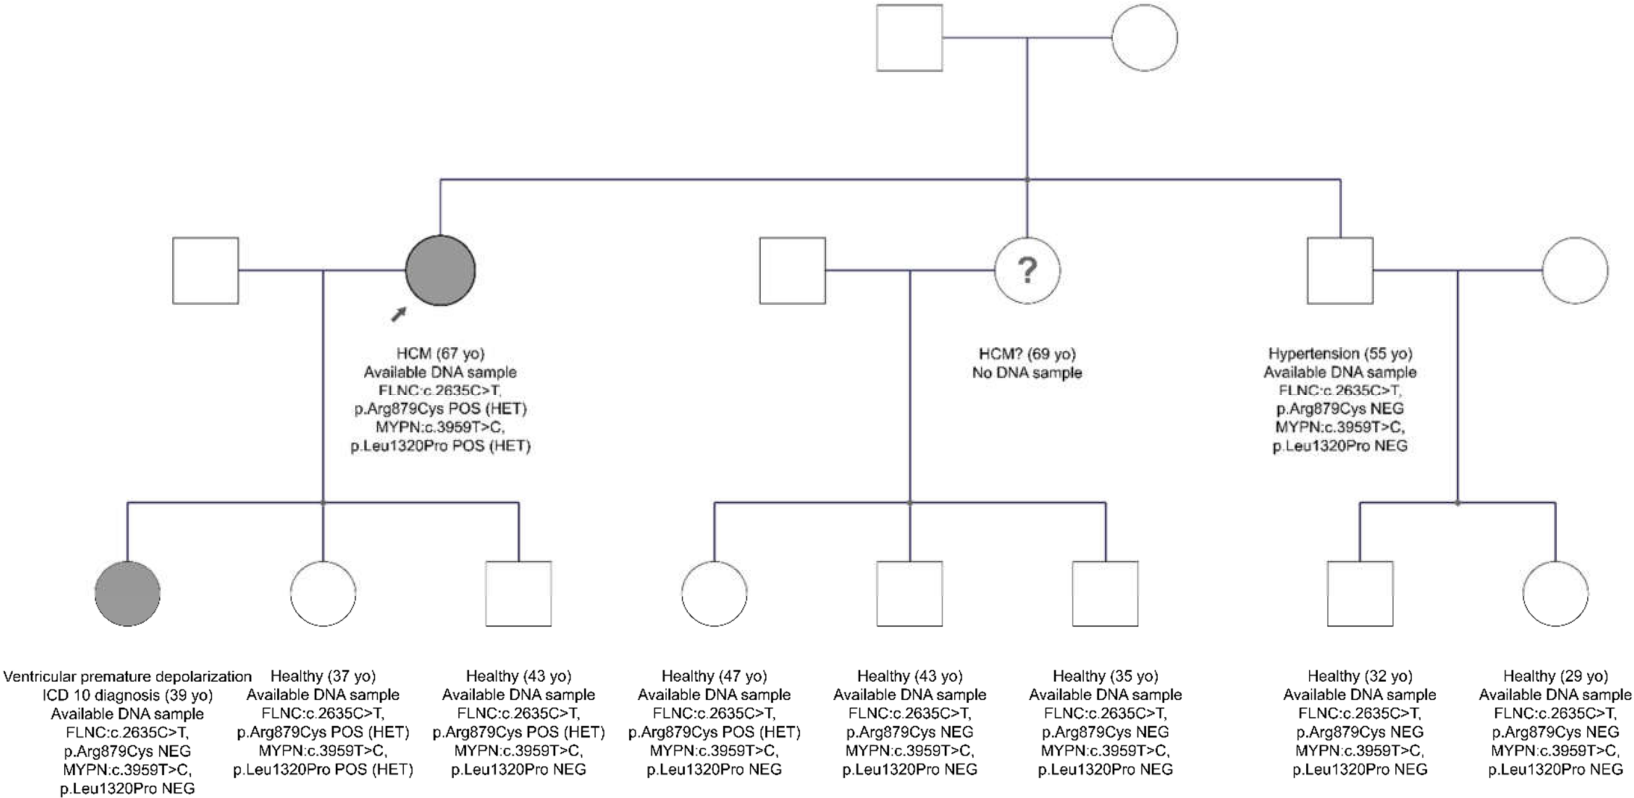 ?
HCM (67 yo)
Available DNA sample
FLNC:c.2635C>T,
p.Arg879Cys POS (HET)
MYPN:c.3959T>C,
p.Leu1320Pro POS (HET)
HCM? (69 yo)
No DNA sample
Hypertension (55 yo)
Available DNA sample
FLNC:c.2635C>T,
p.Arg879Cys NEG
MYPN:c.3959T>C,
p.Leu1320Pro NEG
Ventricular premature depolarization
ICD 10 diagnosis (39 yo)
Available DNA sample
FLNC:c.2635C>T,
p.Arg879Cys NEG
MYPN:c.3959T>C,
p.Leu1320Pro NEG
Healthy (37 yo)
Available DNA sample
FLNC:c.2635C>T,
p.Arg879Cys POS (HET)
MYPN:c.3959T>C,
p.Leu1320Pro POS (HET)
Healthy (43 yo)
Available DNA sample
FLNC:c.2635C>T,
p.Arg879Cys POS (HET)
MYPN:c.3959T>C,
p.Leu1320Pro NEG
Healthy (47 yo)
Available DNA sample
FLNC:c.2635C>T,
p.Arg879Cys POS (HET)
MYPN:c.3959T>C,
p.Leu1320Pro NEG
Healthy (43 yo)
Available DNA sample
FLNC:c.2635C>T,
p.Arg879Cys NEG
MYPN:c.3959T>C,
p.Leu1320Pro NEG
Healthy (35 yo)
Available DNA sample
FLNC:c.2635C>T,
p.Arg879Cys NEG
MYPN:c.3959T>C,
p.Leu1320Pro NEG
Healthy (32 yo)
Available DNA sample
FLNC:c.2635C>T,
p.Arg879Cys NEG
MYPN:c.3959T>C,
p.Leu1320Pro NEG
Healthy (29 yo)
Available DNA sample
FLNC:c.2635C>T,
p.Arg879Cys NEG
MYPN:c.3959T>C,
p.Leu1320Pro NEG